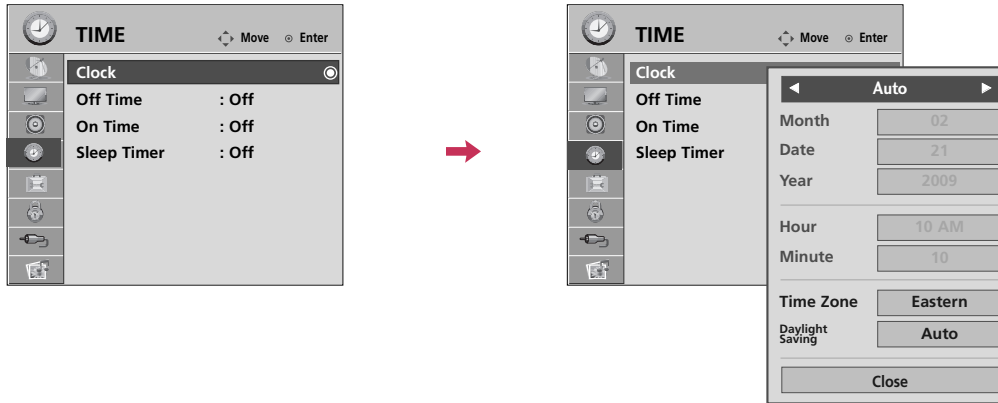 TIME
Move
Enter
Clock
Off Time : Off
On Time : Off
Sleep Timer : Off
TIME
Move
Enter
Clock
Off Time
On Time
Sleep Timer
Auto
Month 02
Date 21
Year 2009
Hour 10 AM
Minute 10
Time Zone Eastern
Daylight
Saving
Auto
Close